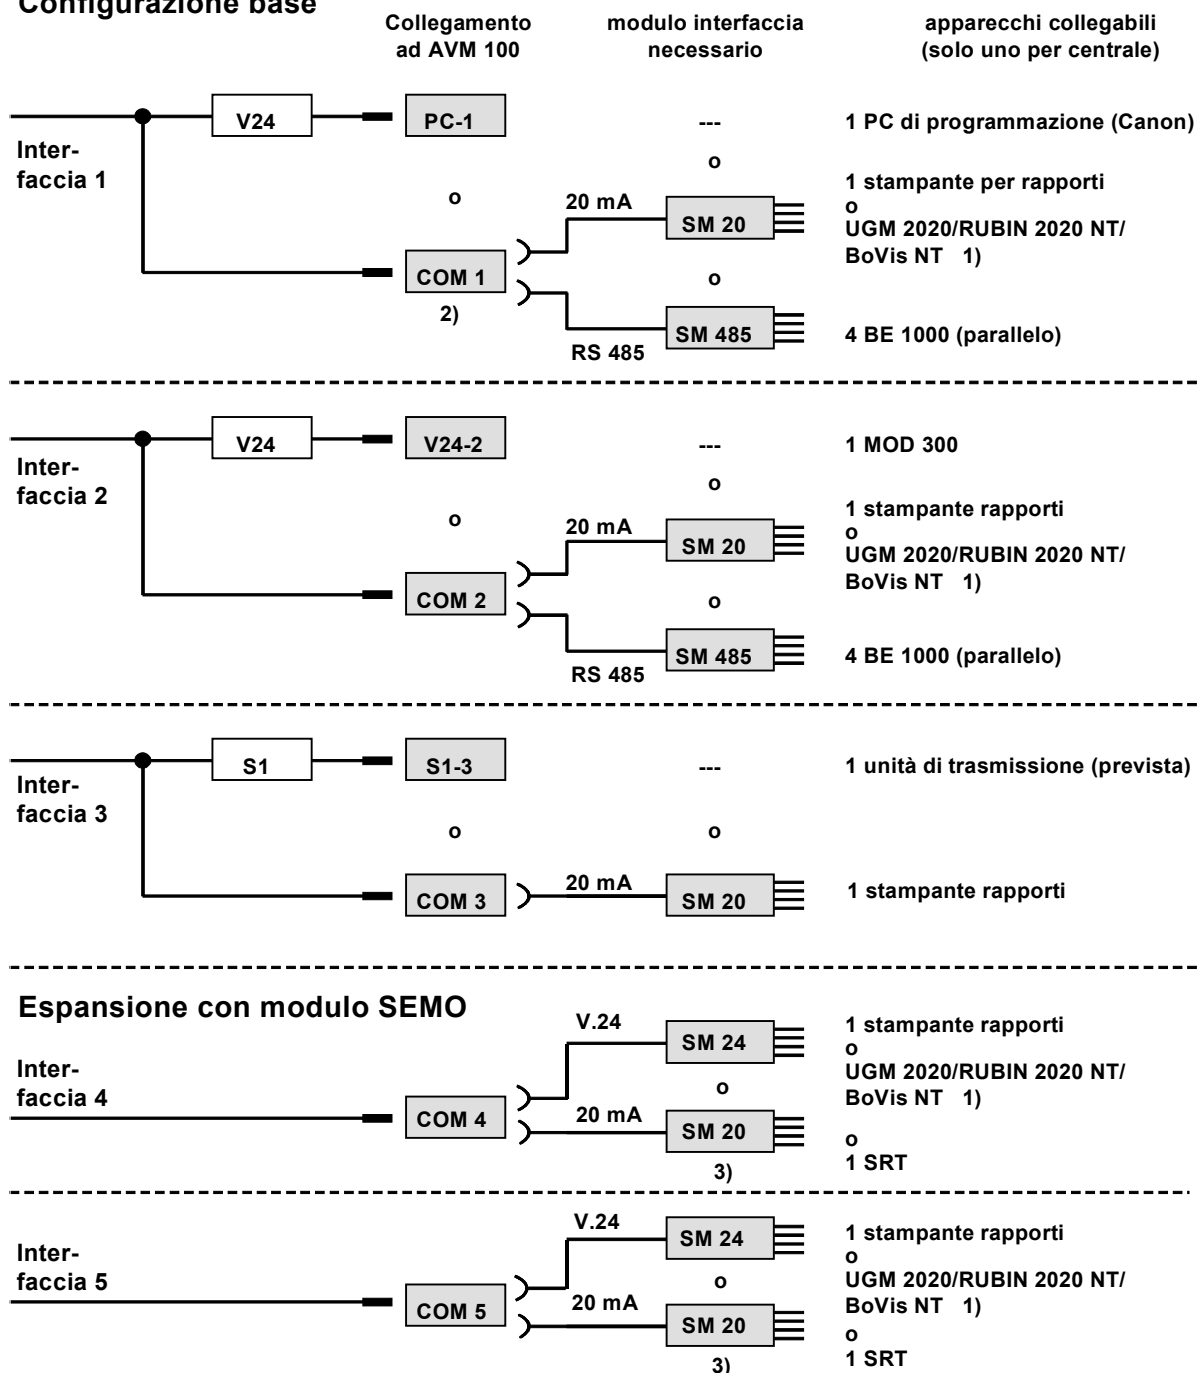 Configurazione base
Collegamento
ad AVM 100
modulo interfaccia
necessario
apparecchi collegabili
(solo uno per centrale)
Inter-
faccia 1
V24
PC-1
---
1 PC di programmazione (Canon)
o
o
COM 1
2)
20 mA
SM 20
1 stampante per rapporti
o
UGM 2020/RUBIN 2020 NT/
BoVis NT 1)
o
RS 485
SM 485
4 BE 1000 (parallelo)
Inter-
faccia 2
V24
V24-2
---
1 MOD 300
o
o
COM 2
20 mA
SM 20
1 stampante rapporti
o
UGM 2020/RUBIN 2020 NT/
BoVis NT 1)
o
RS 485
SM 485
4 BE 1000 (parallelo)
Inter-
faccia 3
S1
S1-3
---
1 unità di trasmissione (prevista)
o
o
COM 3
20 mA
SM 20
1 stampante rapporti
Espansione con modulo SEMO
Inter-
faccia 4
COM 4
V.24
SM 24
1 stampante rapporti
o
UGM 2020/RUBIN 2020 NT/
BoVis NT 1)
o
20 mA
SM 20
3)
o
1 SRT
Inter-
faccia 5
COM 5
V.24
SM 24
1 stampante rapporti
o
UGM 2020/RUBIN 2020 NT/
BoVis NT 1)
o
20 mA
SM 20
3)
o
1 SRT